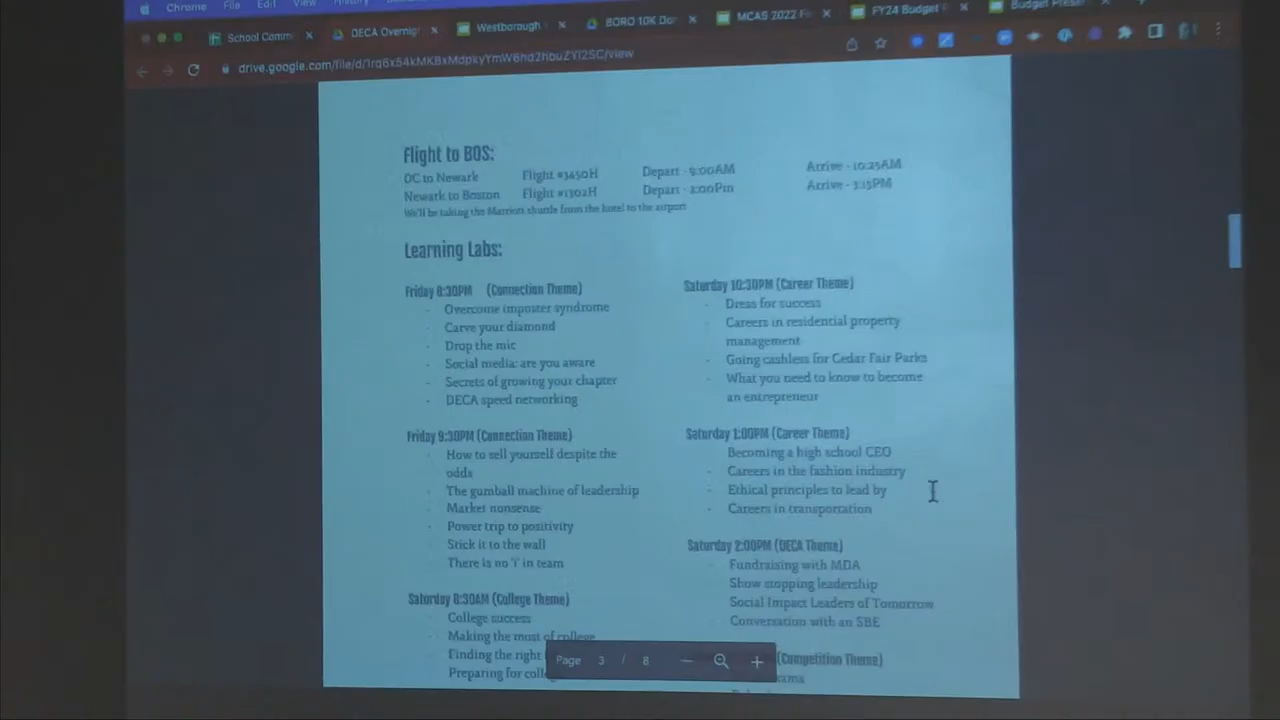 Chrome File Edit View History
School Comm
DECA Overnig
Westborough
BORO 10K Do
MCAS 2022 F
FY24 Budget P
Budget Prese
drive.google.com/file/d/1rq6x54kMKBxMdpkyYmW6nd2hbuZYI2SC/view
Flight to BOS:
DC to Newark Flight #3450H Depart - 9:00AM Arrive - 10:25AM
Newark to Boston Flight #1302H Depart - 2:00Pm Arrive - 3:15PM
We'll be taking the Marriott shuttle from the hotel to the airport
Learning Labs:
Friday 8:30PM (Connection Theme)
- Overcome imposter syndrome
- Carve your diamond
- Drop the mic
- Social media: are you aware
- Secrets of growing your chapter
- DECA speed networking
Friday 9:30PM (Connection Theme)
- How to sell yourself despite the
odds
- The gumball machine of leadership
- Market nonsense
- Power trip to positivity
- Stick it to the wall
There is no 'i' in team
Saturday 8:30AM (College Theme)
College success
- Making the most of college
- Finding the right
- Preparing for coll
Saturday 10:30PM (Career Theme)
- Dress for success
- Careers in residential property
management
- Going cashless for Cedar Fair Parks
- What you need to know to become
an entrepreneur
Saturday 1:00PM (Career Theme)
Becoming a high school CEO
- Careers in the fashion industry
- Ethical principles to lead by
- Careers in transportation
Saturday 2:00PM (DECA Theme)
- Fundraising with MDA
- Show stopping leadership
- Social Impact Leaders of Tomorrow
- Conversation with an SBE
(Competition Theme)
Page 3 / 8